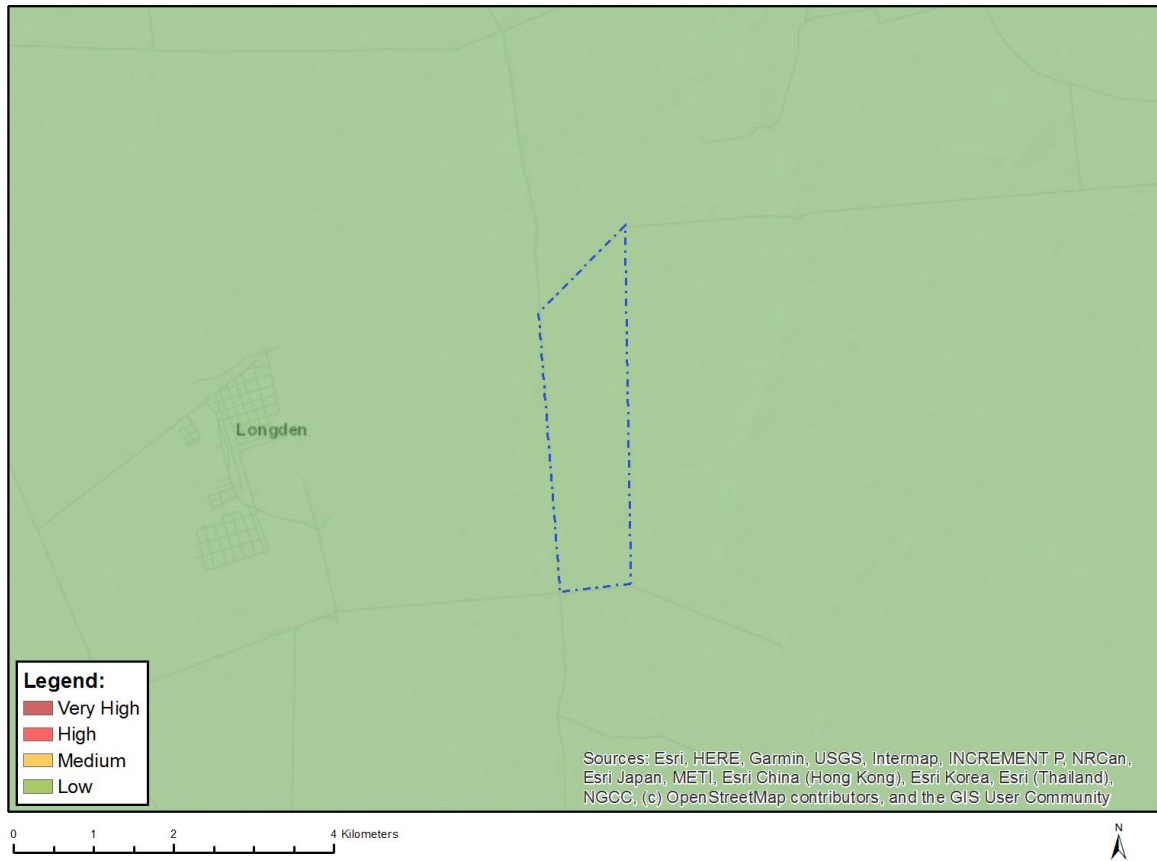 Longden
Legend:
Very High
High
Medium
Low
Sources: Esri, HERE, Garmin, USGS, Intermap, INCREMENT P, NRCan,
Esri Japan, METI, Esri China (Hong Kong), Esri Korea, Esri (Thailand),
NGCC, (c) OpenStreetMap contributors, and the GIS User Community
0 1 2 4 Kilometers
N